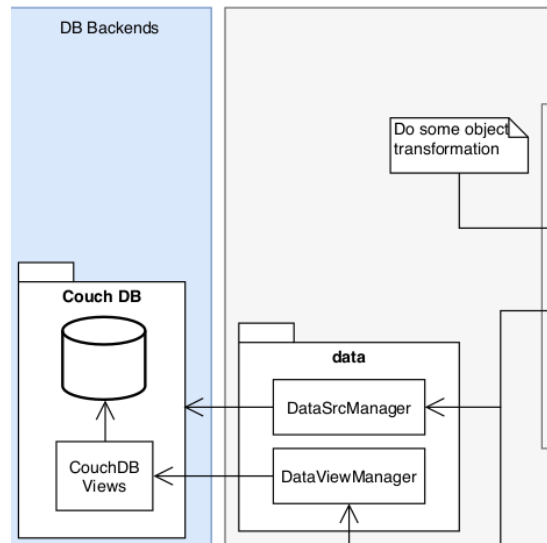 DB Backends
Do some object
transformation
Couch DB
data
DataSrcManager
CouchDB
Views
DataViewManager